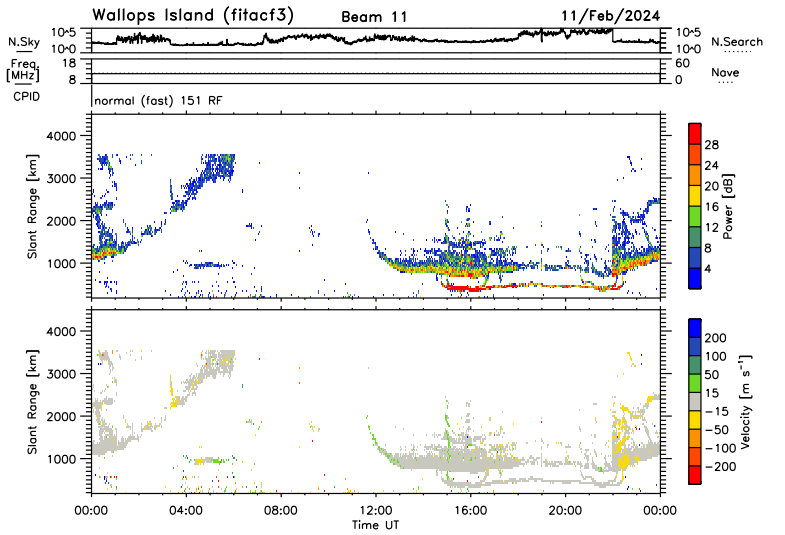 Wallops Island (fitacf3) Beam 11 11/Feb/2024
N.Sky 10^5 10^0 10^5 10^0 N.Search
Freq. [MHz] 18 8 60 0 Nave
CPID normal (fast) 151 RF
Slant Range [km]
4000
3000
2000
1000
Power [dB]
28
24
20
16
12
8
4
Slant Range [km]
4000
3000
2000
1000
Velocity [m s⁻¹]
200
100
50
15
−15
−50
−100
−200
00:00 04:00 08:00 12:00 16:00 20:00 00:00
Time UT